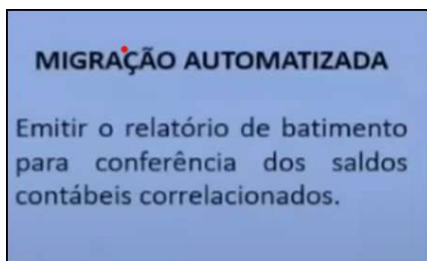 MIGRAÇÃO AUTOMATIZADA
Emitir o relatório de batimento
para conferência dos saldos
contábeis correlacionados.